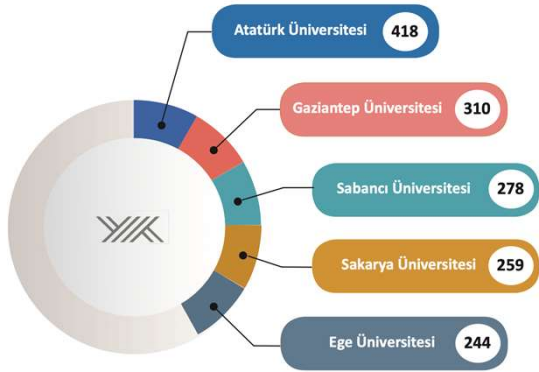 Atatürk Üniversitesi 418
Gaziantep Üniversitesi 310
Sabancı Üniversitesi 278
Sakarya Üniversitesi 259
Ege Üniversitesi 244